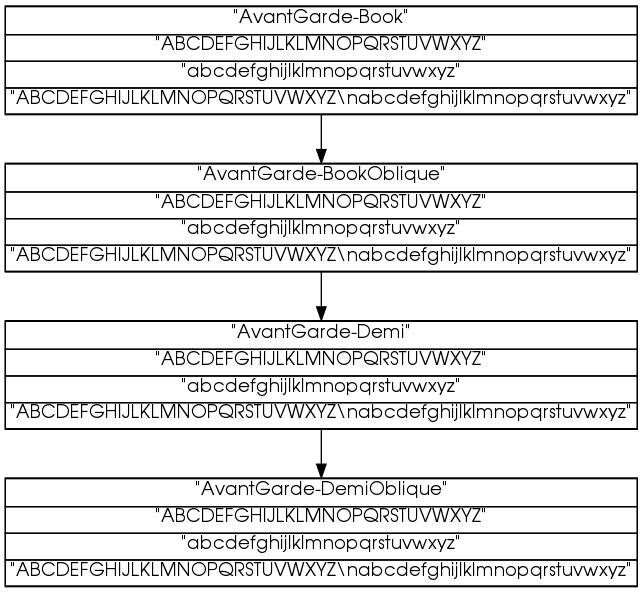 "AvantGarde-Book"
"ABCDEFGHIJLKLMNOPQRSTUVWXYZ"
"abcdefghijlklmnopqrstuvwxyz"
"ABCDEFGHIJLKLMNOPQRSTUVWXYZ\nabcdefghijlklmnopqrstuvwxyz"
"AvantGarde-BookOblique"
"ABCDEFGHIJLKLMNOPQRSTUVWXYZ"
"abcdefghijlklmnopqrstuvwxyz"
"ABCDEFGHIJLKLMNOPQRSTUVWXYZ\nabcdefghijlklmnopqrstuvwxyz"
"AvantGarde-Demi"
"ABCDEFGHIJLKLMNOPQRSTUVWXYZ"
"abcdefghijlklmnopqrstuvwxyz"
"ABCDEFGHIJLKLMNOPQRSTUVWXYZ\nabcdefghijlklmnopqrstuvwxyz"
"AvantGarde-DemiOblique"
"ABCDEFGHIJLKLMNOPQRSTUVWXYZ"
"abcdefghijlklmnopqrstuvwxyz"
"ABCDEFGHIJLKLMNOPQRSTUVWXYZ\nabcdefghijlklmnopqrstuvwxyz"